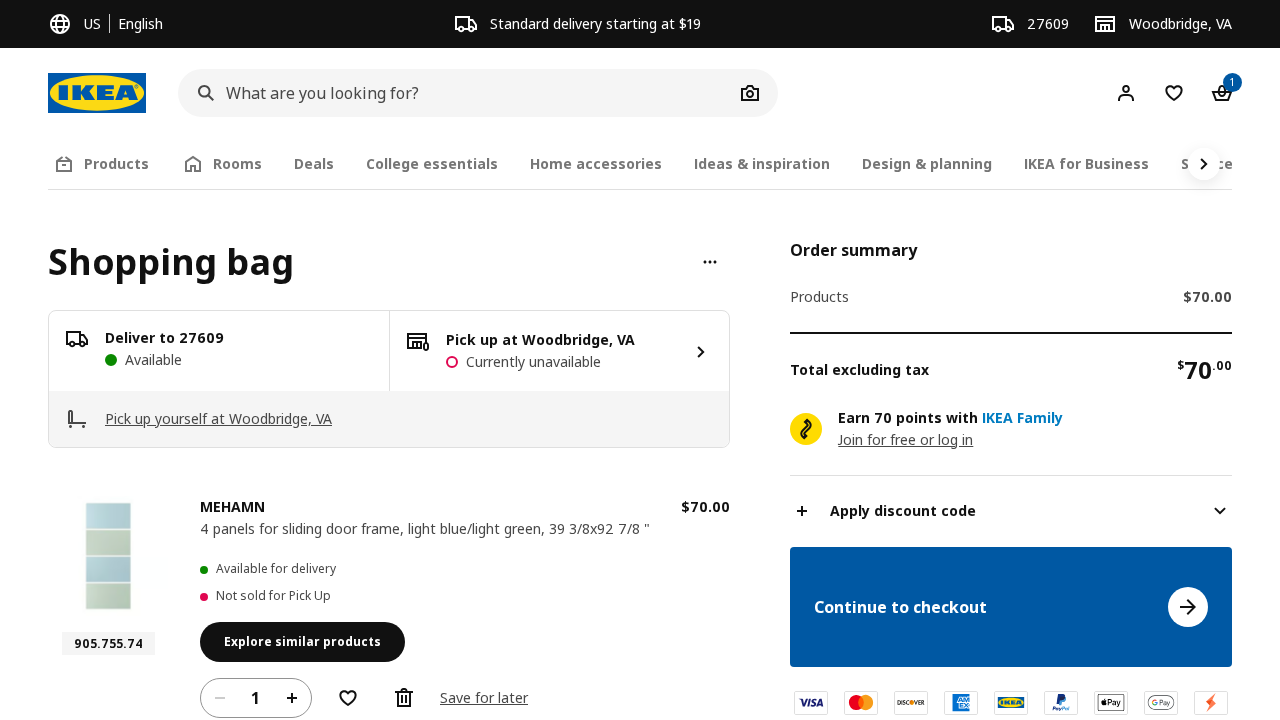 US English
Standard delivery starting at $19
27609
Woodbridge, VA
IKEA
What are you looking for?
1
Products
Rooms
Deals
College essentials
Home accessories
Ideas & inspiration
Design & planning
IKEA for Business
Shopping bag
Deliver to 27609
Available
Pick up at Woodbridge, VA
Currently unavailable
Pick up yourself at Woodbridge, VA
MEHAMN
$70.00
4 panels for sliding door frame, light blue/light green, 39 3/8x92 7/8 "
Available for delivery
Not sold for Pick Up
905.755.74
Explore similar products
1
Save for later
Order summary
Products
$70.00
Total excluding tax
$70.00
Earn 70 points with IKEA Family
Join for free or log in
Apply discount code
Continue to checkout
VISA
DISCOVER
AMEX
IKEA
PayPal
Pay
G Pay